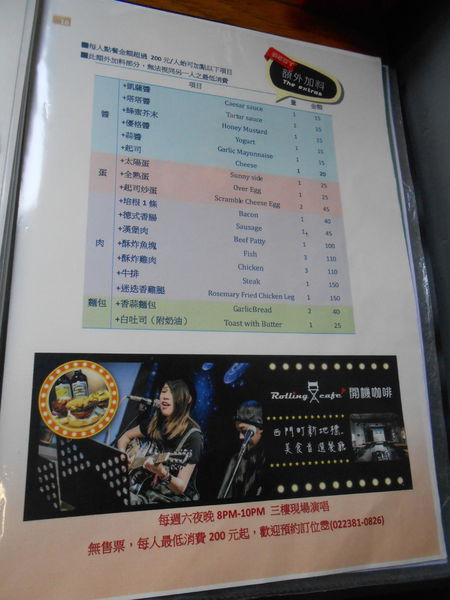 16
■每人點餐金額超過 200 元/人始可加點以下項目
■此額外加料部分，無法視同另一人之最低消費
額外加料
The extras
項目 量 金額
醬
+凱薩醬 Caesar sauce 1 15
+塔塔醬 Tartar sauce 1 15
+蜂蜜芥末 Honey Mustard 1 15
+優格醬 Yogurt 1 15
+蒜醬 Garlic Mayonnaise 1 15
+起司 Cheese 1 20
蛋
+太陽蛋 Sunny side 1 25
+全熟蛋 Over Egg 1 25
+起司炒蛋 Scramble Cheese Egg 2 45
肉
+培根 1 條 Bacon 1 40
+德式香腸 Sausage 1 45
+漢堡肉 Beef Patty 1 100
+酥炸魚塊 Fish 3 110
+酥炸雞肉 Chicken 3 110
+牛排 Steak 1 150
+迷迭香雞腿 Rosemary Fried Chicken Leg 1 150
麵包
+香蒜麵包 GarlicBread 2 40
+白吐司（附奶油） Toast with Butter 1 25
Rolling cafe 開機咖啡
西門町新地標
美食音選餐廳
每週六夜晚 8PM-10PM 三樓現場演唱
無售票，每人最低消費 200 元起，歡迎預約訂位(022381-0826)